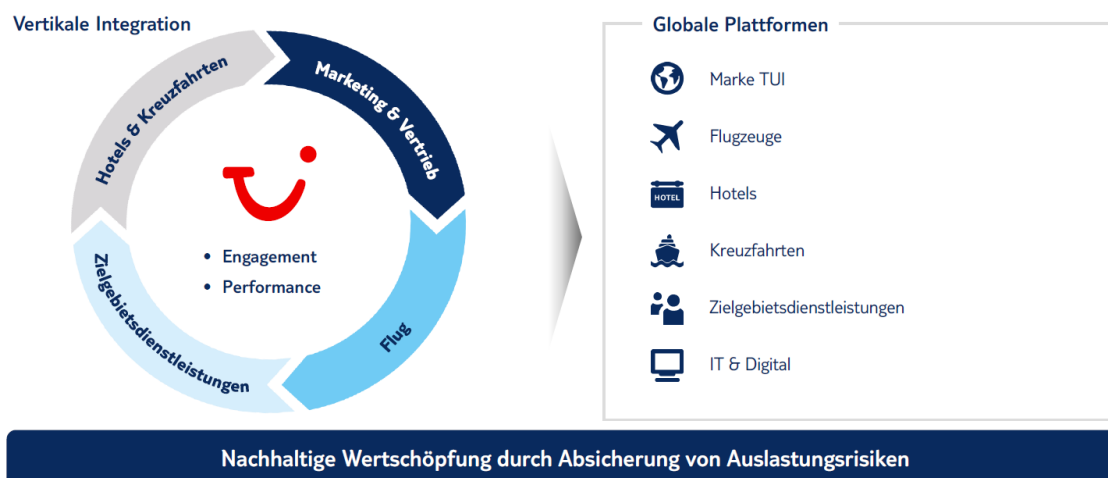 Vertikale Integration
Hotels & Kreuzfahrten
Marketing & Vertrieb
Flug
Zielgebietsdienstleistungen
• Engagement
• Performance
Globale Plattformen
Marke TUI
Flugzeuge
HOTEL
Hotels
Kreuzfahrten
Zielgebietsdienstleistungen
IT & Digital
Nachhaltige Wertschöpfung durch Absicherung von Auslastungsrisiken